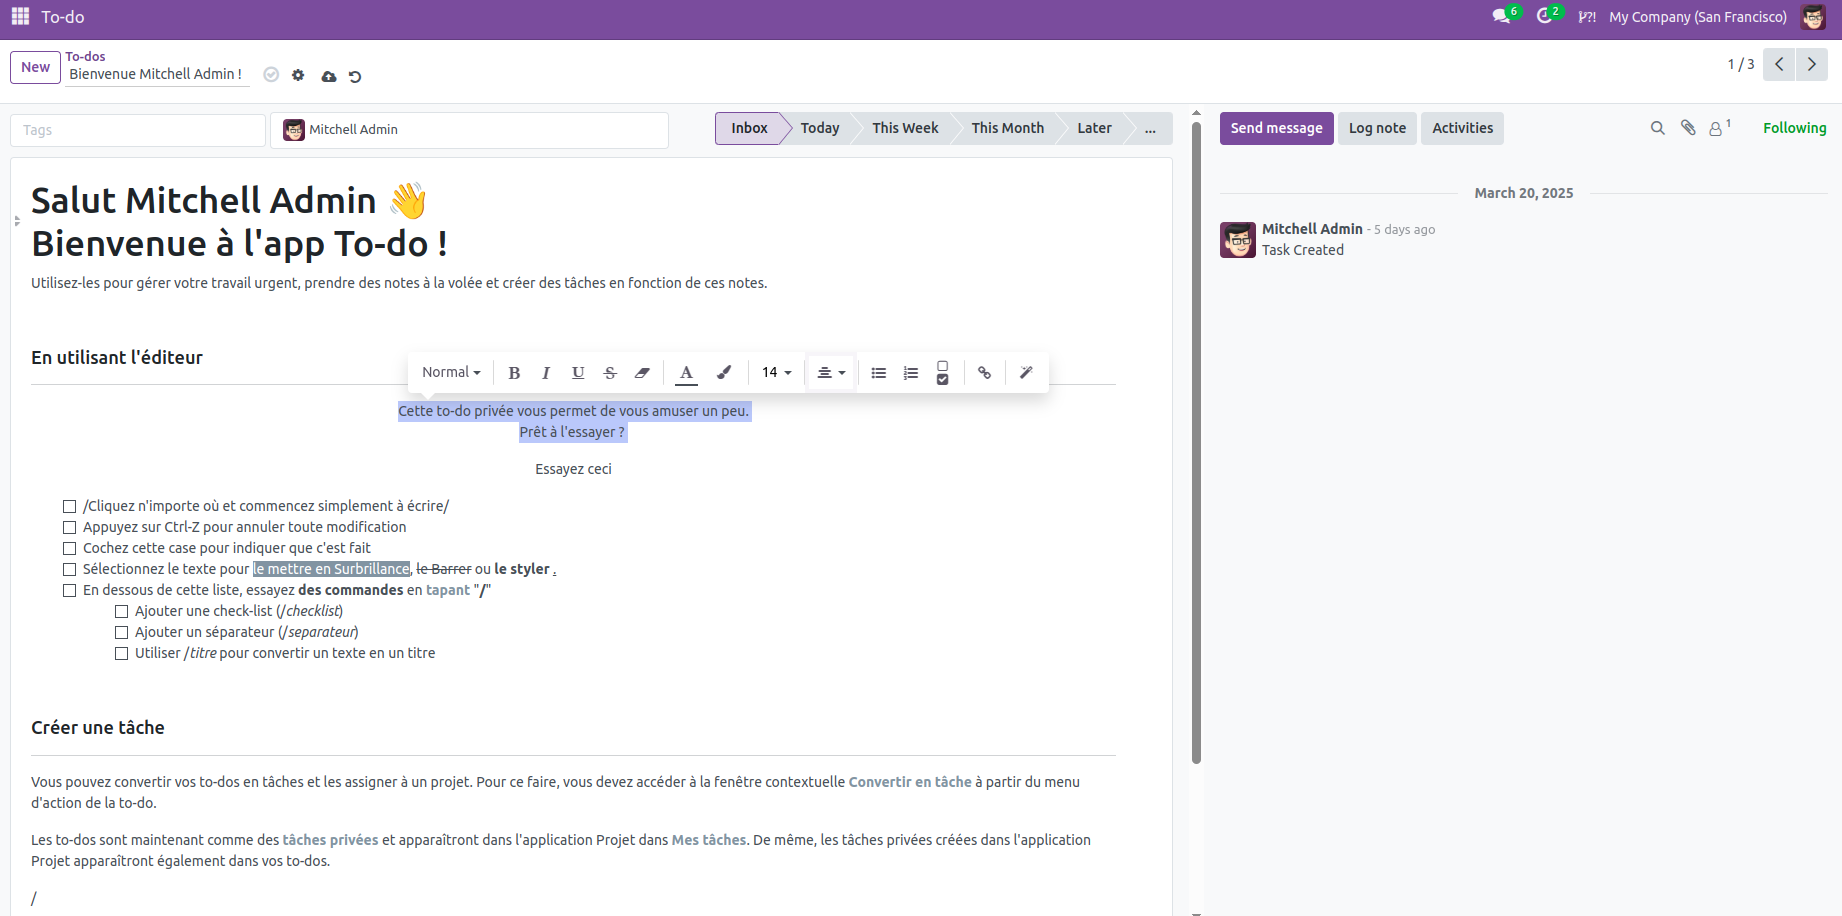 To-do
6
2
?!
My Company (San Francisco)
New
To-dos
Bienvenue Mitchell Admin !
1 / 3
Tags
Mitchell Admin
Inbox
Today
This Week
This Month
Later
...
Send message
Log note
Activities
1
Following
Salut Mitchell Admin 👋
Bienvenue à l'app To-do !
Utilisez-les pour gérer votre travail urgent, prendre des notes à la volée et créer des tâches en fonction de ces notes.
March 20, 2025
Mitchell Admin - 5 days ago
Task Created
En utilisant l'éditeur
Normal
B
I
U
S
A
14
Cette to-do privée vous permet de vous amuser un peu.
Prêt à l'essayer ?
Essayez ceci
/Cliquez n'importe où et commencez simplement à écrire/
Appuyez sur Ctrl-Z pour annuler toute modification
Cochez cette case pour indiquer que c'est fait
Sélectionnez le texte pour le mettre en Surbrillance, le Barrer ou le styler .
En dessous de cette liste, essayez des commandes en tapant "/"
Ajouter une check-list (/checklist)
Ajouter un séparateur (/separateur)
Utiliser /titre pour convertir un texte en un titre
Créer une tâche
Vous pouvez convertir vos to-dos en tâches et les assigner à un projet. Pour ce faire, vous devez accéder à la fenêtre contextuelle Convertir en tâche à partir du menu
d'action de la to-do.
Les to-dos sont maintenant comme des tâches privées et apparaîtront dans l'application Projet dans Mes tâches. De même, les tâches privées créées dans l'application
Projet apparaîtront également dans vos to-dos.
/